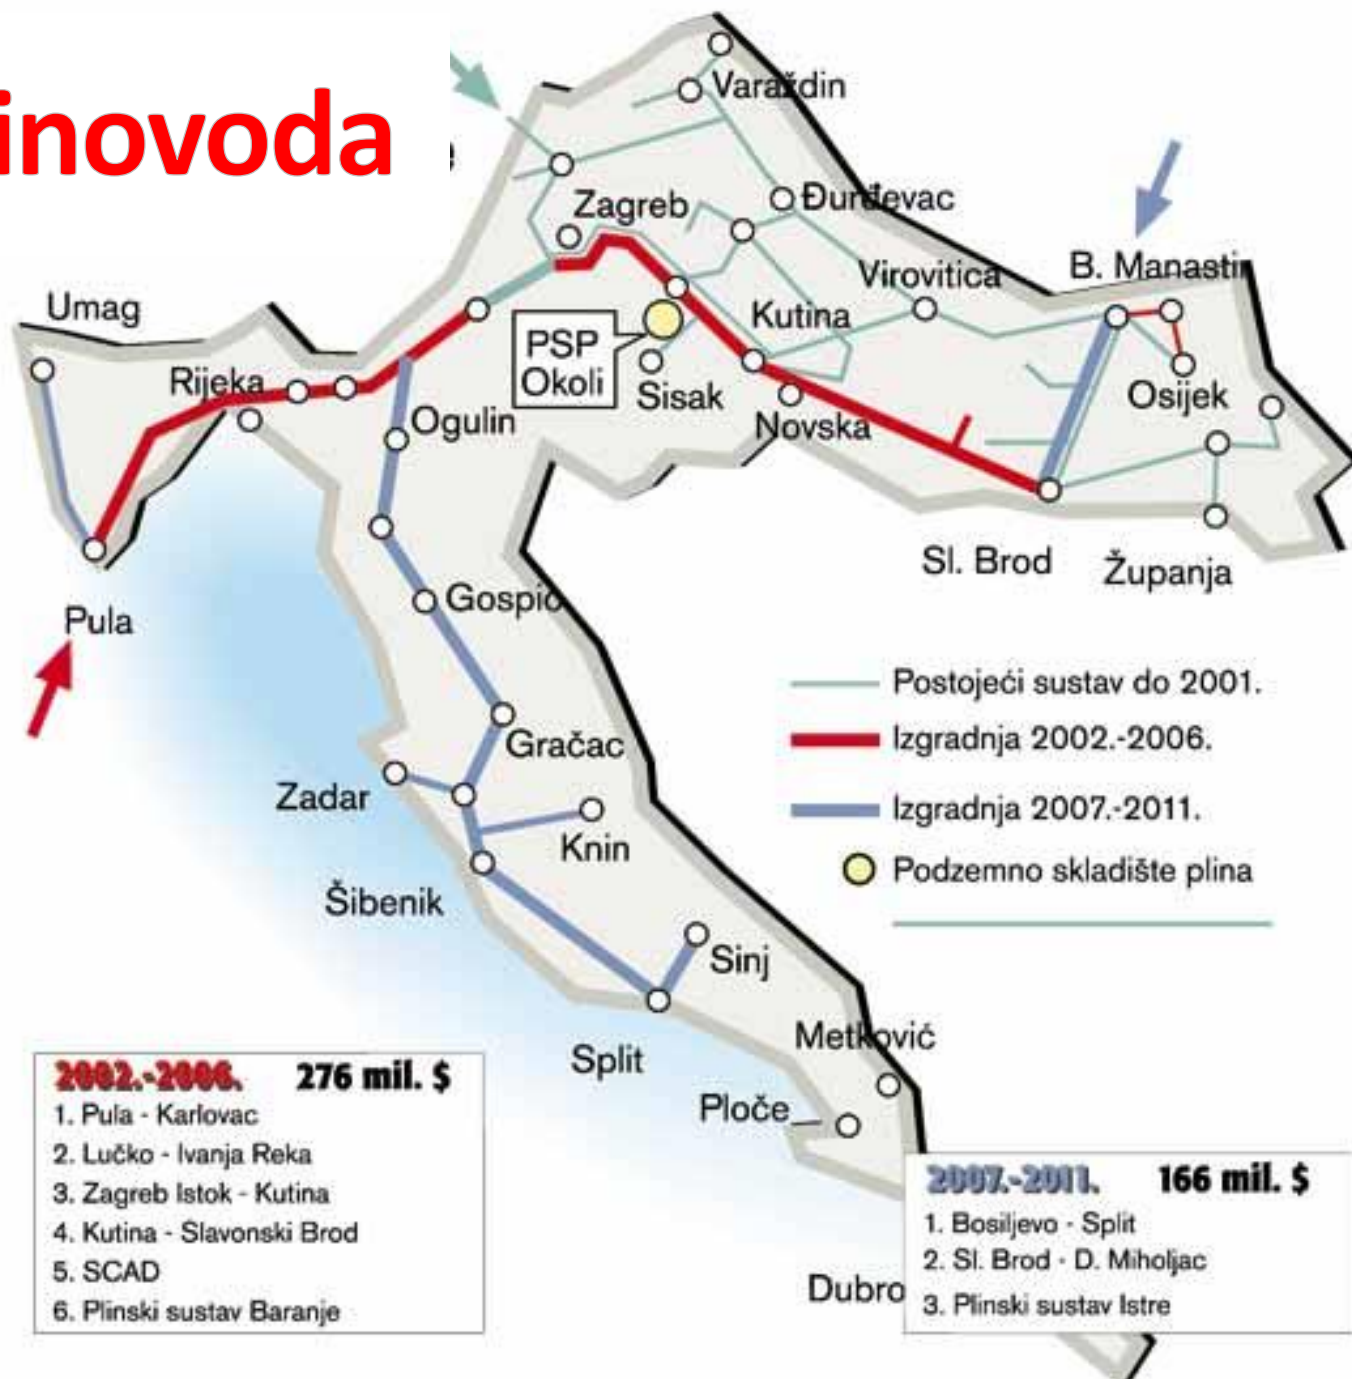 inovoda
Varaždin
Zagreb
Đurđevac
Virovitica
B. Manastir
Umag
Kutina
PSP
Okoli
Rijeka
Sisak
Osijek
Ogulin
Novska
Sl. Brod
Županja
Gospić
Pula
Postojeći sustav do 2001.
Izgradnja 2002.-2006.
Gračac
Zadar
Izgradnja 2007.-2011.
Knin
Podzemno skladište plina
Šibenik
Sinj
Metković
Split
Ploče
2002.-2006. 276 mil. $
1. Pula - Karlovac
2. Lučko - Ivanja Reka
3. Zagreb Istok - Kutina
4. Kutina - Slavonski Brod
5. SCAD
6. Plinski sustav Baranje
Dubro
2007.-2011. 166 mil. $
1. Bosiljevo - Split
2. Sl. Brod - D. Miholjac
3. Plinski sustav Istre